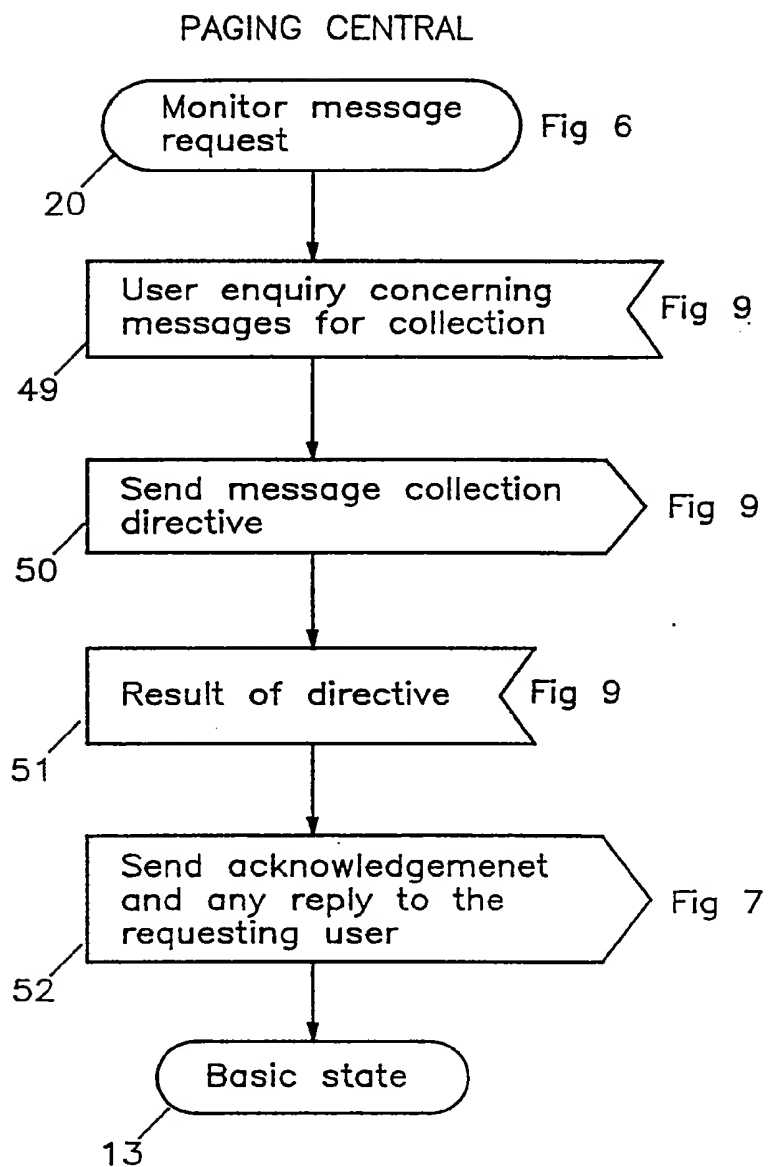 PAGING CENTRAL
Monitor message
request
Fig 6
20
User enquiry concerning
messages for collection
Fig 9
49
Send message collection
directive
Fig 9
50
Result of directive
Fig 9
51
Send acknowledgemenet
and any reply to the
requesting user
Fig 7
52
Basic state
13